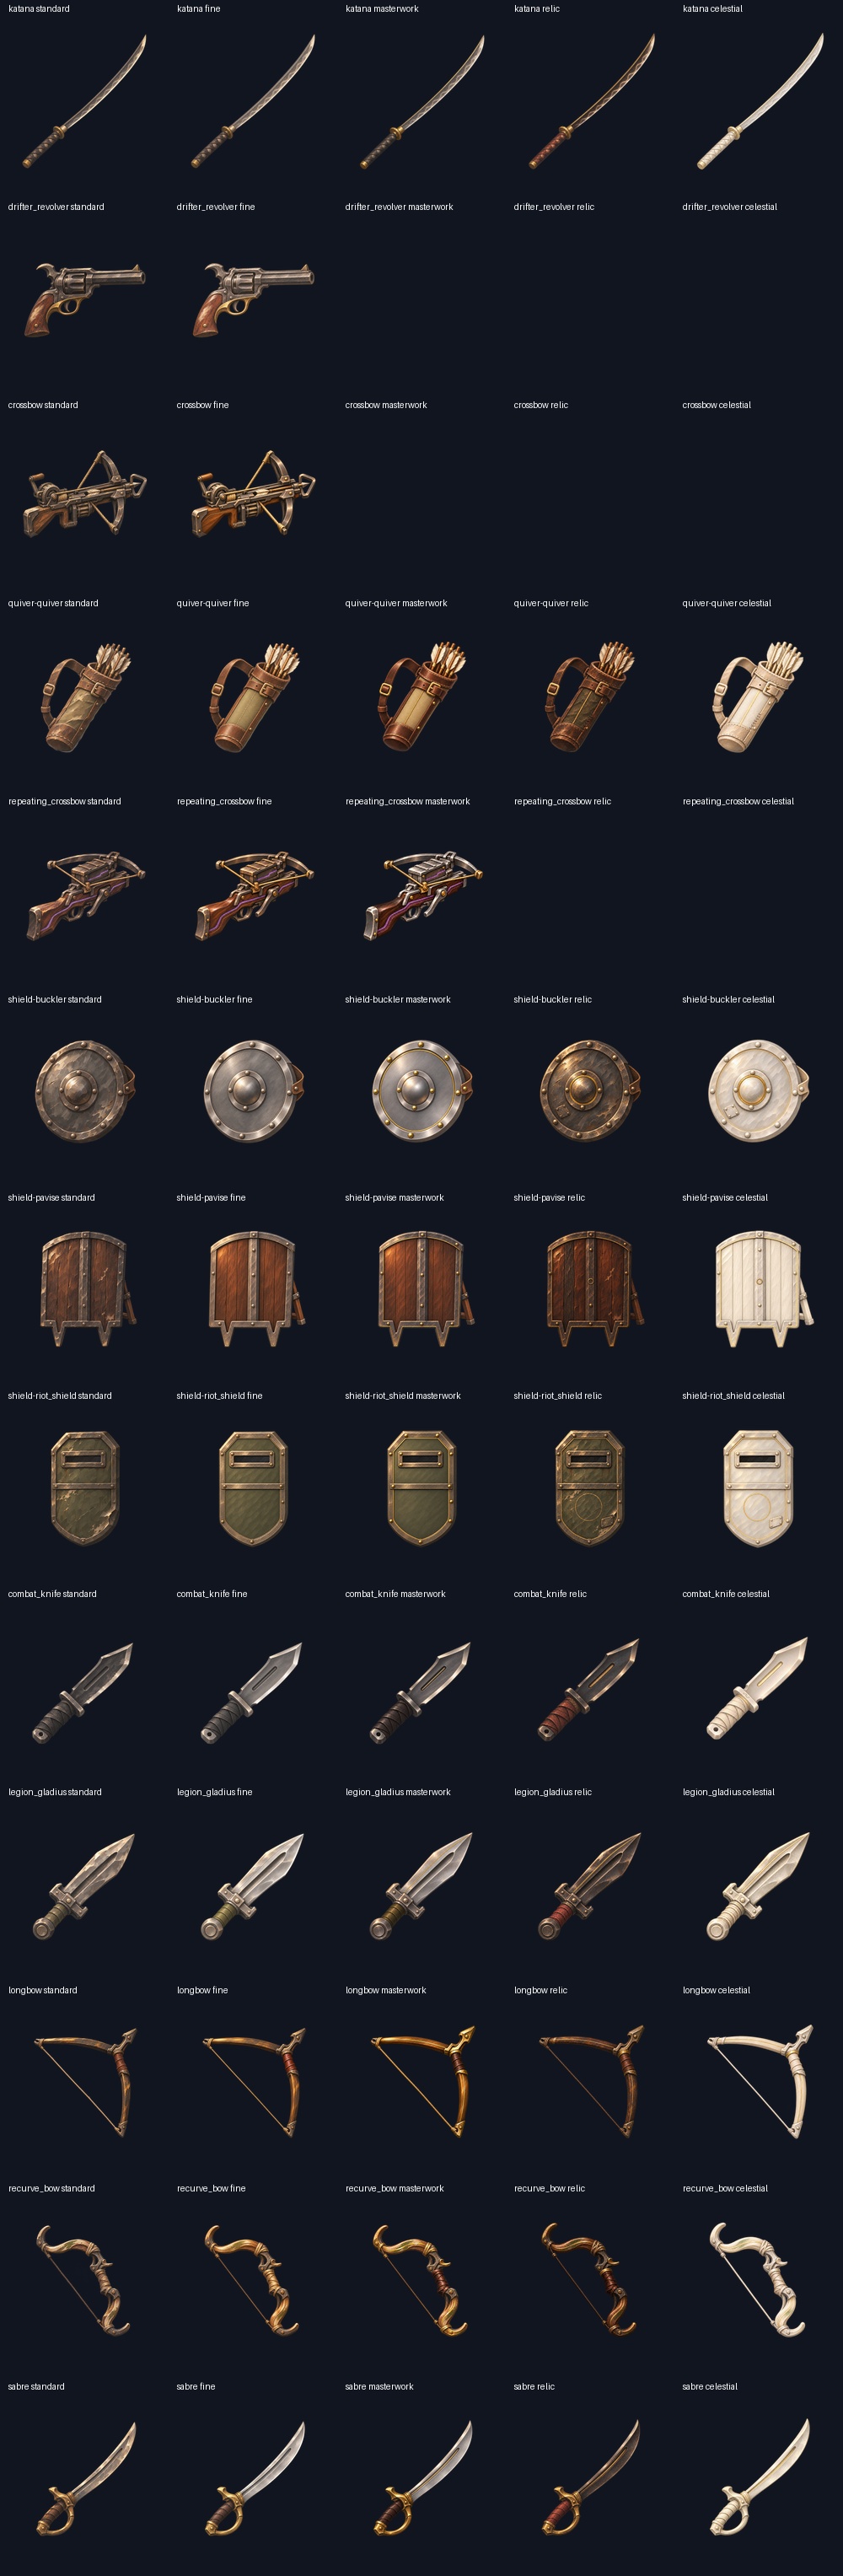 katana standard katana fine katana masterwork katana relic katana celestial
drifter_revolver standard drifter_revolver fine drifter_revolver masterwork drifter_revolver relic drifter_revolver celestial
crossbow standard crossbow fine crossbow masterwork crossbow relic crossbow celestial
quiver-quiver standard quiver-quiver fine quiver-quiver masterwork quiver-quiver relic quiver-quiver celestial
repeating_crossbow standard repeating_crossbow fine repeating_crossbow masterwork repeating_crossbow relic repeating_crossbow celestial
shield-buckler standard shield-buckler fine shield-buckler masterwork shield-buckler relic shield-buckler celestial
shield-pavise standard shield-pavise fine shield-pavise masterwork shield-pavise relic shield-pavise celestial
shield-riot_shield standard shield-riot_shield fine shield-riot_shield masterwork shield-riot_shield relic shield-riot_shield celestial
combat_knife standard combat_knife fine combat_knife masterwork combat_knife relic combat_knife celestial
legion_gladius standard legion_gladius fine legion_gladius masterwork legion_gladius relic legion_gladius celestial
longbow standard longbow fine longbow masterwork longbow relic longbow celestial
recurve_bow standard recurve_bow fine recurve_bow masterwork recurve_bow relic recurve_bow celestial
sabre standard sabre fine sabre masterwork sabre relic sabre celestial